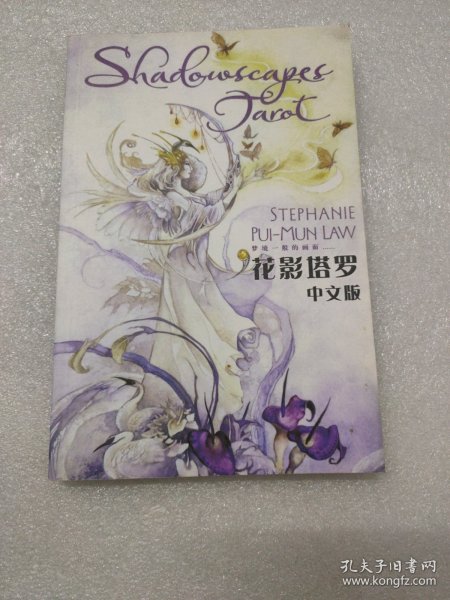 Shadowscapes
Tarot
STEPHANIE
PUI-MUN LAW
梦境一般的画面……
花影塔罗
中文版
孔夫子旧书网
www.kongfz.com